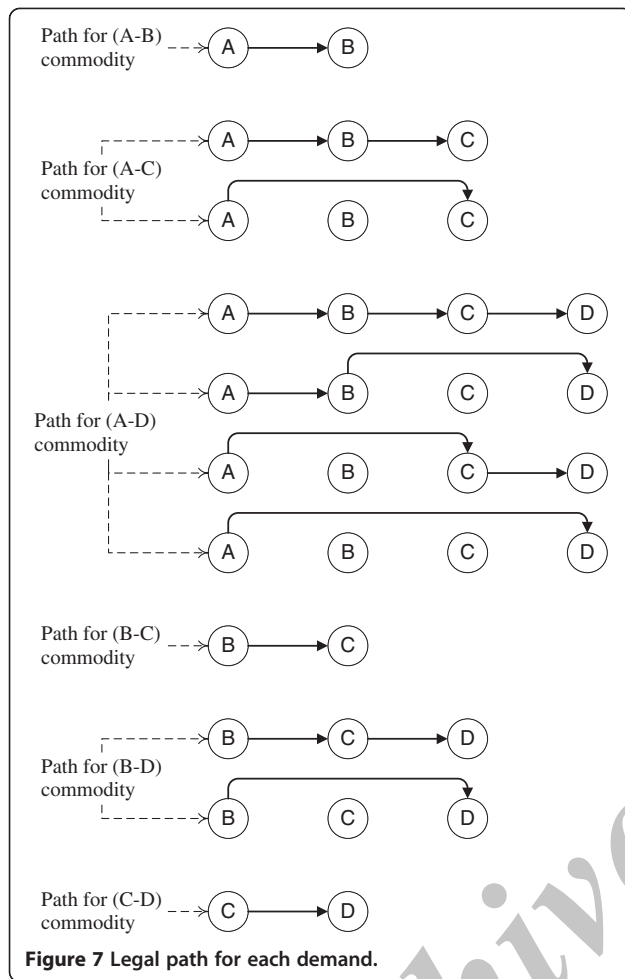 Path for (A-B)
commodity
A B
A B C
Path for (A-C)
commodity
A B C
A B C D
A B C D
Path for (A-D)
commodity
A B C D
A B C D
Path for (B-C)
commodity
B C
B C D
Path for (B-D)
commodity
B C D
Path for (C-D)
commodity
C D
Figure 7 Legal path for each demand.